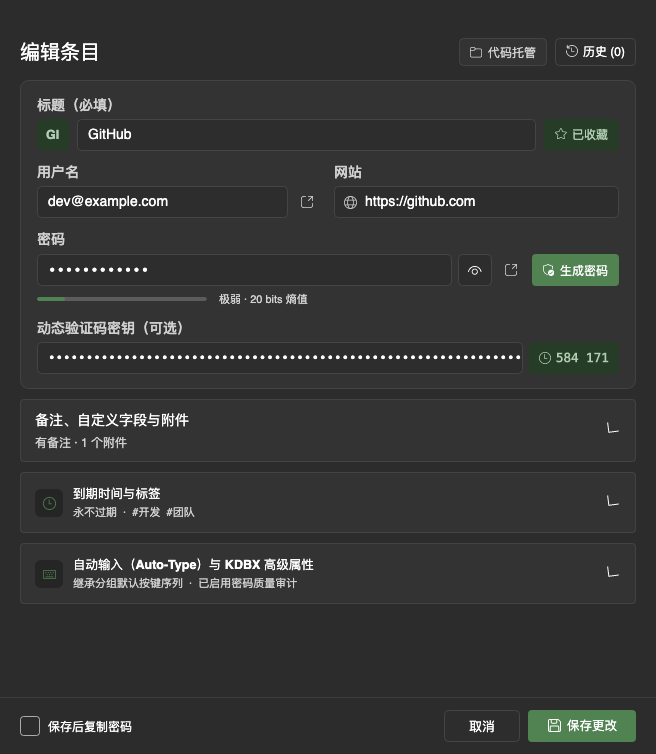 编辑条目
代码托管
历史 (0)
标题（必填）
GI
GitHub
已收藏
用户名
网站
dev@example.com
https://github.com
密码
••••••••••••
生成密码
极弱 · 20 bits 熵值
动态验证码密钥（可选）
584 171
备注、自定义字段与附件
有备注 · 1 个附件
到期时间与标签
永不过期 · #开发 #团队
自动输入（Auto-Type）与 KDBX 高级属性
继承分组默认按键序列 · 已启用密码质量审计
保存后复制密码
取消
保存更改